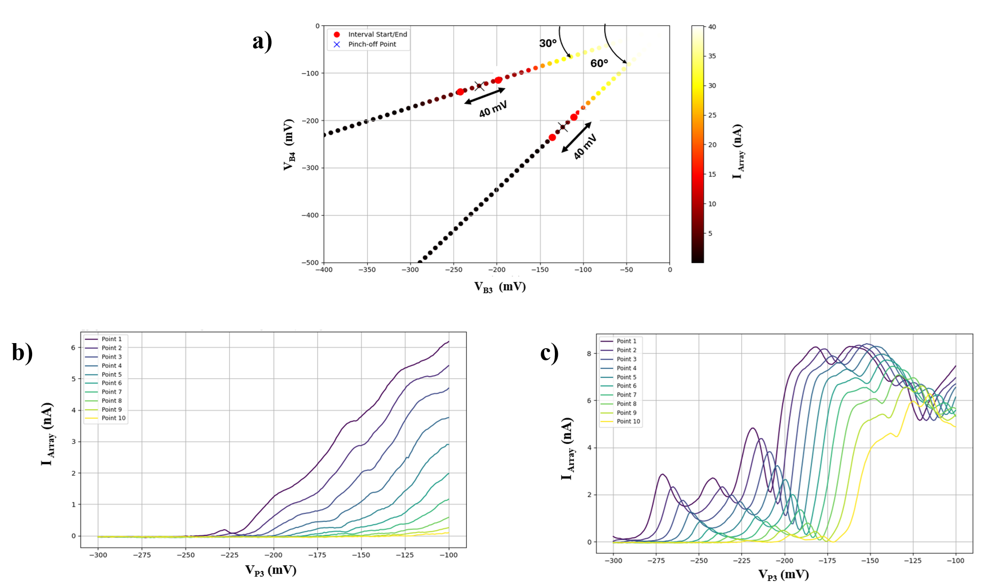 a)
Interval Start/End
Pinch-off Point
30°
60°
40 mV
40 mV
0
−100
−200
−300
−400
−500
−400
−350
−300
−250
−200
−150
−100
−50
0
V_B4 (mV)
V_B3 (mV)
40
35
30
25
20
15
10
5
I Array (nA)
b)
Point 1
Point 2
Point 3
Point 4
Point 5
Point 6
Point 7
Point 8
Point 9
Point 10
6
5
4
3
2
1
0
−300
−275
−250
−225
−200
−175
−150
−125
−100
I Array (nA)
V_P3 (mV)
c)
Point 1
Point 2
Point 3
Point 4
Point 5
Point 6
Point 7
Point 8
Point 9
Point 10
8
6
4
2
0
−300
−275
−250
−225
−200
−175
−150
−125
−100
I Array (nA)
V_P3 (mV)